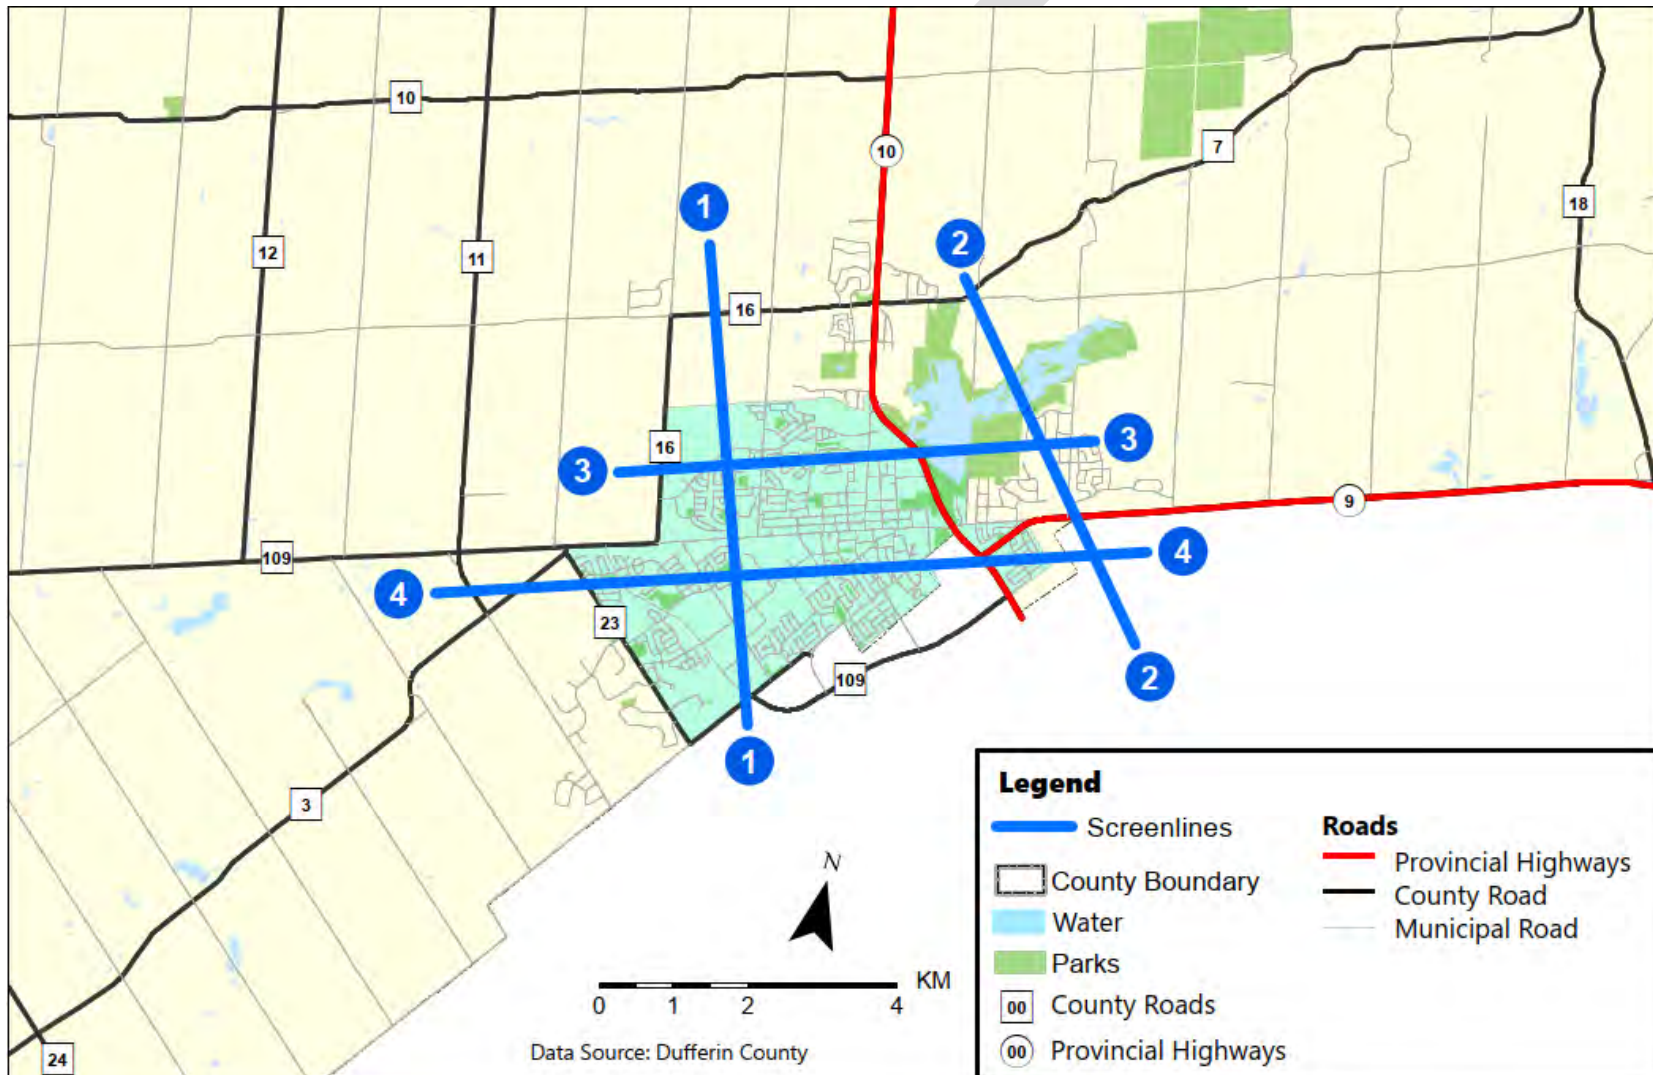 10
10
7
18
1
2
12
11
16
16
3
3
9
109
4
4
23
109
2
1
3
24
N
0 1 2 4 KM
Data Source: Dufferin County
Legend
Screenlines
County Boundary
Water
Parks
00 County Roads
00 Provincial Highways
Roads
Provincial Highways
County Road
Municipal Road